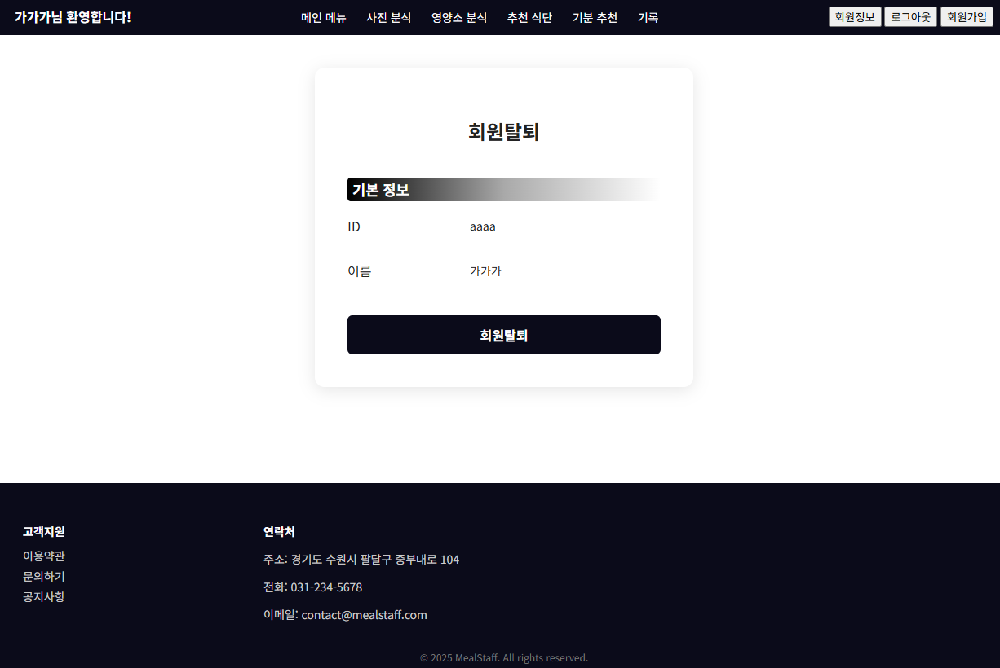 가가가님 환영합니다!
메인 메뉴 사진 분석 영양소 분석 추천 식단 기분 추천 기록
회원정보 로그아웃 회원가입
회원탈퇴
기본 정보
ID aaaa
이름 가가가
회원탈퇴
고객지원
이용약관
문의하기
공지사항
연락처
주소: 경기도 수원시 팔달구 중부대로 104
전화: 031-234-5678
이메일: contact@mealstaff.com
© 2025 MealStaff. All rights reserved.